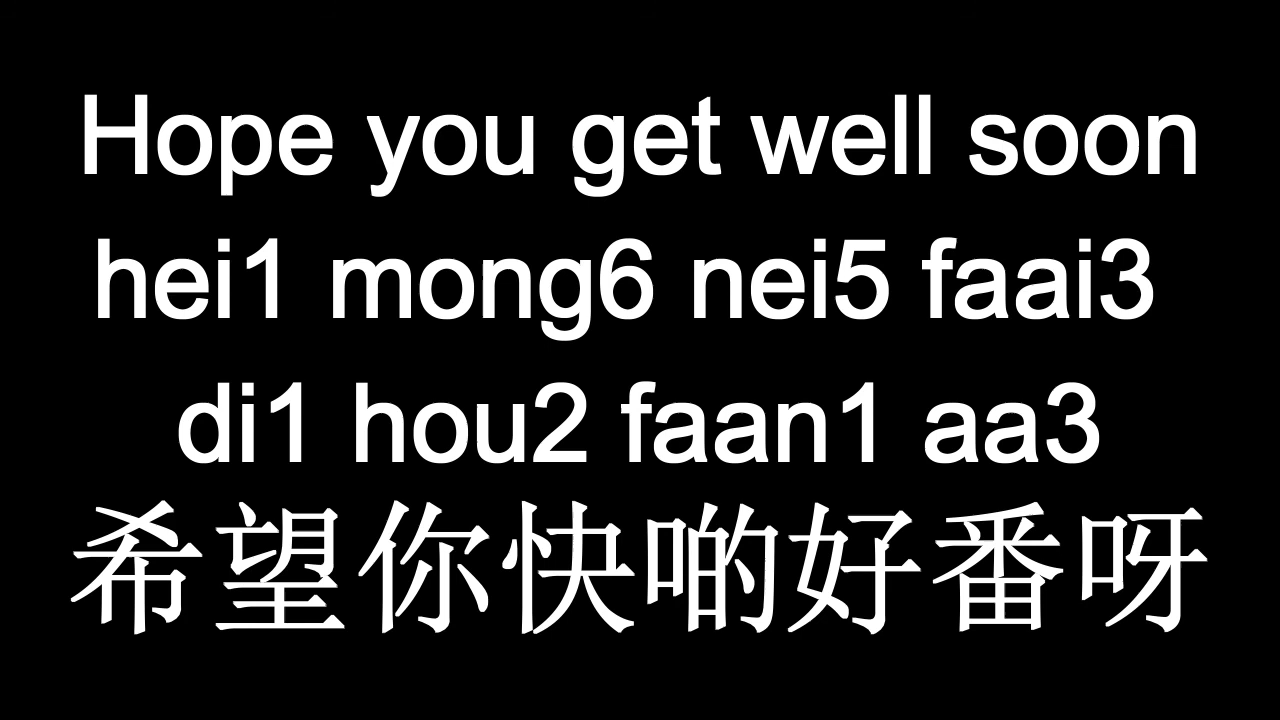 Hope you get well soon
hei1 mong6 nei5 faai3
di1 hou2 faan1 aa3
希望你快啲好番呀